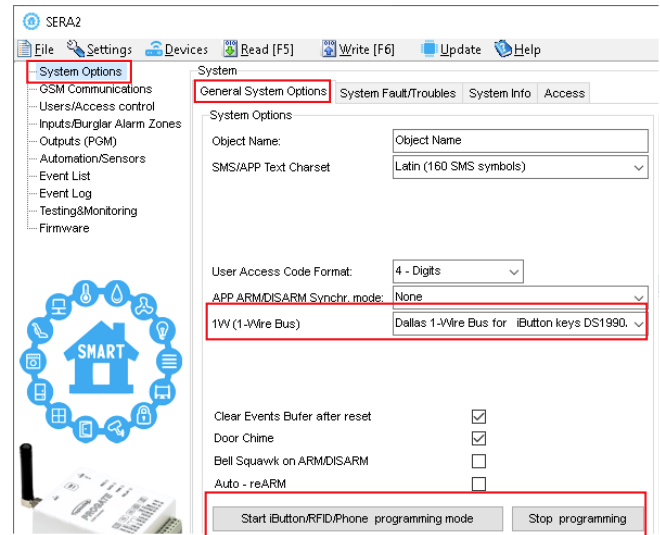 SERA2
File Settings Devices Read [F5] Write [F6] Update Help
System Options
GSM Communications
Users/Access control
Inputs/Burglar Alarm Zones
Outputs (PGM)
Automation/Sensors
Event List
Event Log
Testing&Monitoring
Firmware
SMART
PROGATE
System
General System Options System Fault/Troubles System Info Access
System Options
Object Name: Object Name
SMS/APP Text Charset Latin (160 SMS symbols)
User Access Code Format: 4 - Digits
APP ARM/DISARM Synchr. mode: None
1W (1-Wire Bus) Dallas 1-Wire Bus for iButton keys DS1990.
Clear Events Bufer after reset
Door Chime
Bell Squawk on ARM/DISARM
Auto - reARM
Start iButton/RFID/Phone programming mode Stop programming